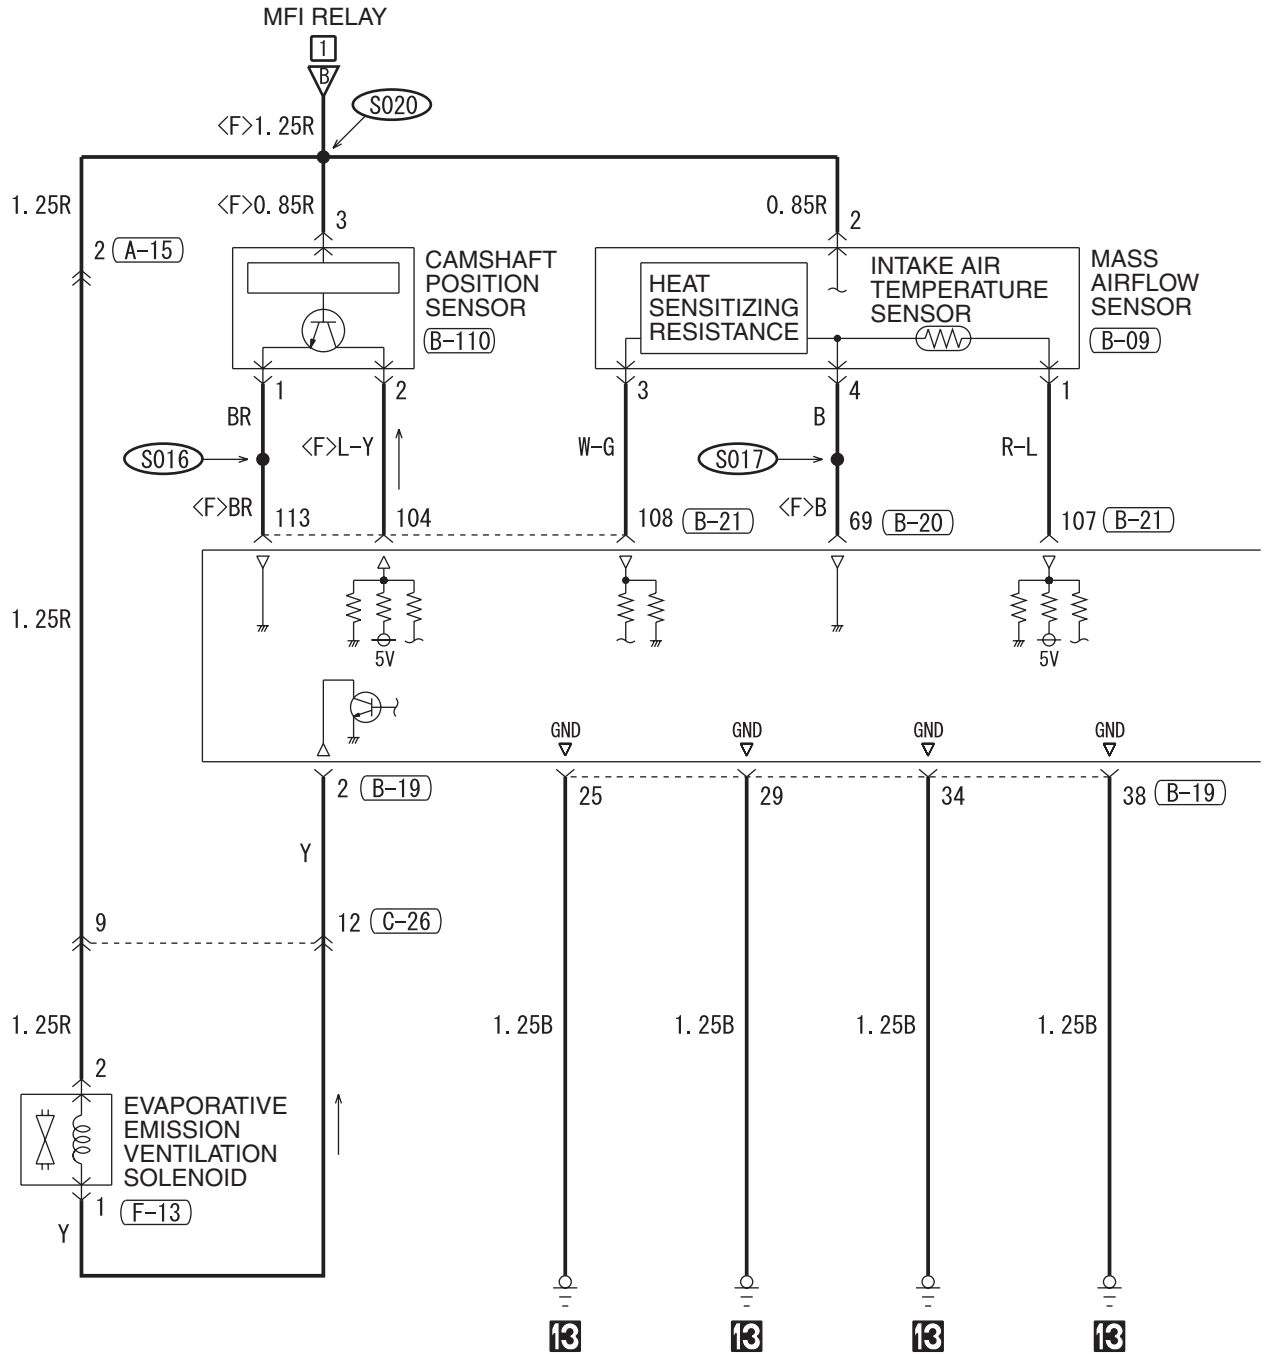 MFI RELAY
1
B
S020
<F>1.25R
1.25R
<F>0.85R
3
0.85R
2
2 A-15
CAMSHAFT
POSITION
SENSOR
B-110
HEAT
SENSITIZING
RESISTANCE
INTAKE AIR
TEMPERATURE
SENSOR
MASS
AIRFLOW
SENSOR
B-09
1
2
3
4
1
BR
<F>L-Y
W-G
B
R-L
S016
S017
<F>BR
113
104
108 B-21
<F>B
69 B-20
107 B-21
1.25R
5V
5V
GND
GND
GND
GND
2 B-19
25
29
34
38 B-19
Y
9
12 C-26
1.25R
1.25B
1.25B
1.25B
1.25B
2
EVAPORATIVE
EMISSION
VENTILATION
SOLENOID
1
F-13
Y
13
13
13
13